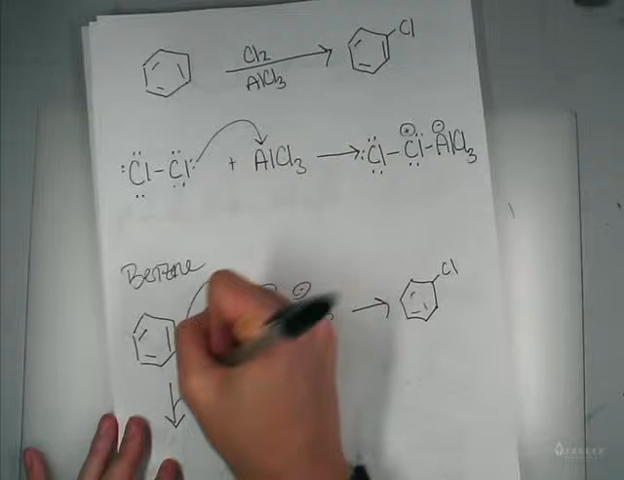 Cl2
Cl
AlCl3
:Cl-Cl: + AlCl3 → :Cl-Cl-AlCl3
Benzene
Cl